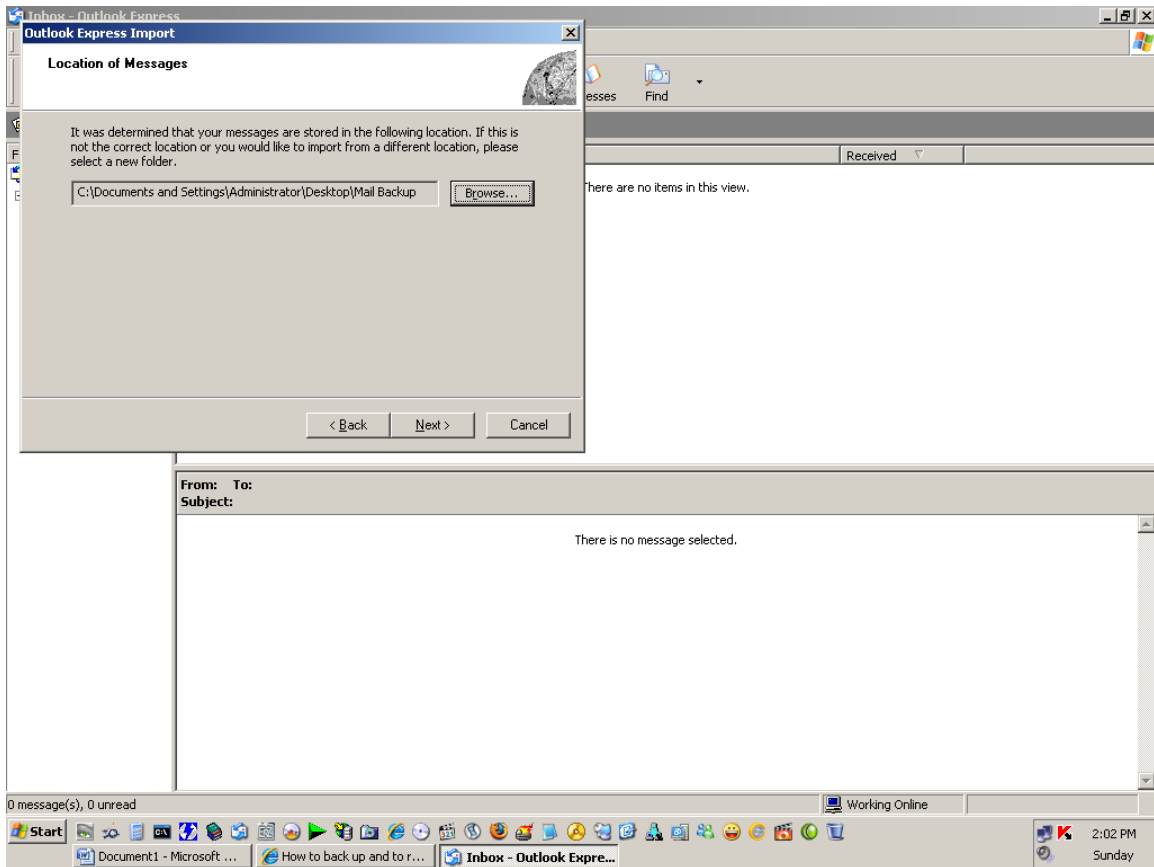 Inbox - Outlook Express
Outlook Express Import
Location of Messages
esses
Find
It was determined that your messages are stored in the following location. If this is
not the correct location or you would like to import from a different location, please
select a new folder.
F
Received
C:\Documents and Settings\Administrator\Desktop\Mail Backup
Browse...
There are no items in this view.
< Back
Next >
Cancel
From: To:
Subject:
There is no message selected.
0 message(s), 0 unread
Working Online
Start
2:02 PM
Document1 - Microsoft ...
How to back up and to r...
Inbox - Outlook Expre...
Sunday